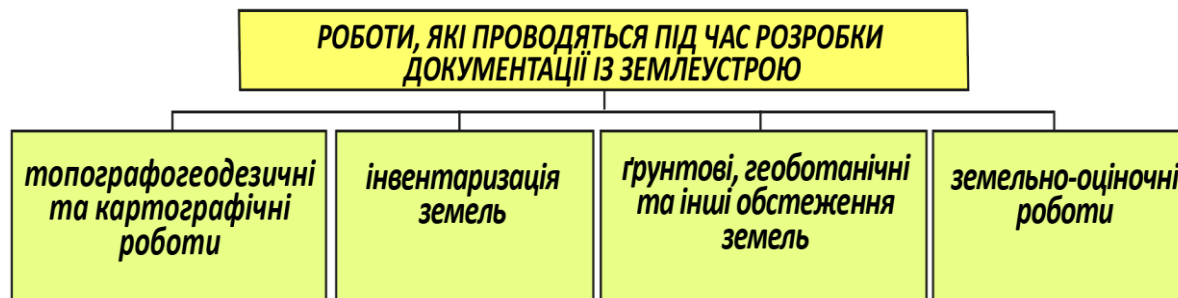 РОБОТИ, ЯКІ ПРОВОДЯТЬСЯ ПІД ЧАС РОЗРОБКИ
ДОКУМЕНТАЦІЇ ІЗ ЗЕМЛЕУСТРОЮ
топографогеодезичні
та картографічні
роботи
інвентаризація
земель
ґрунтові, геоботанічні
та інші обстеження
земель
земельно-оціночні
роботи